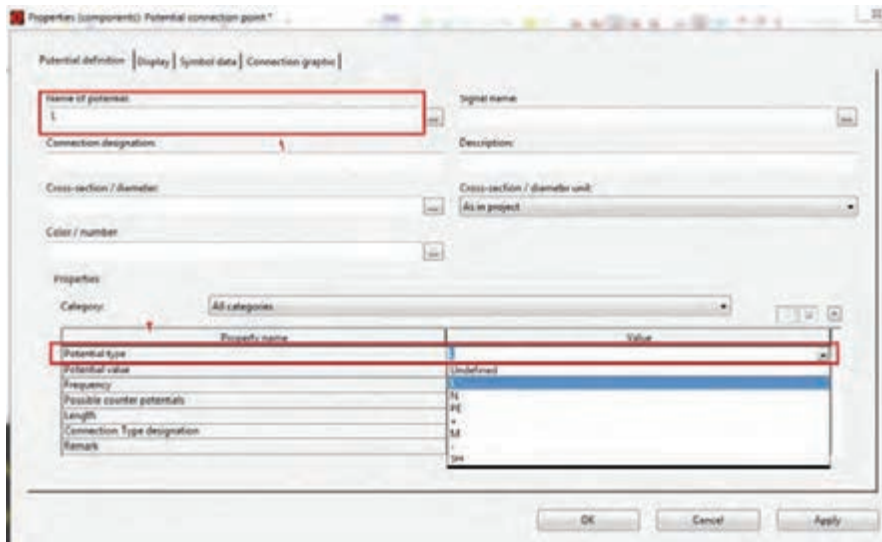 Properties (components): Potential connection point *
Potential definition Display Symbol data Connection graphic
Name of potential: Signal name:
L ... ...
Connection designation: Description:
۱
Cross-section / diameter: Cross-section / diameter unit:
... As in project
Color / number
...
Properties
Category: All categories
۲
Property name Value
Potential type L
Potential value Undefined
Frequency L
Possible counter potentials N
Length PE
Connection Type designation +
Remark M
-
SH
OK Cancel Apply